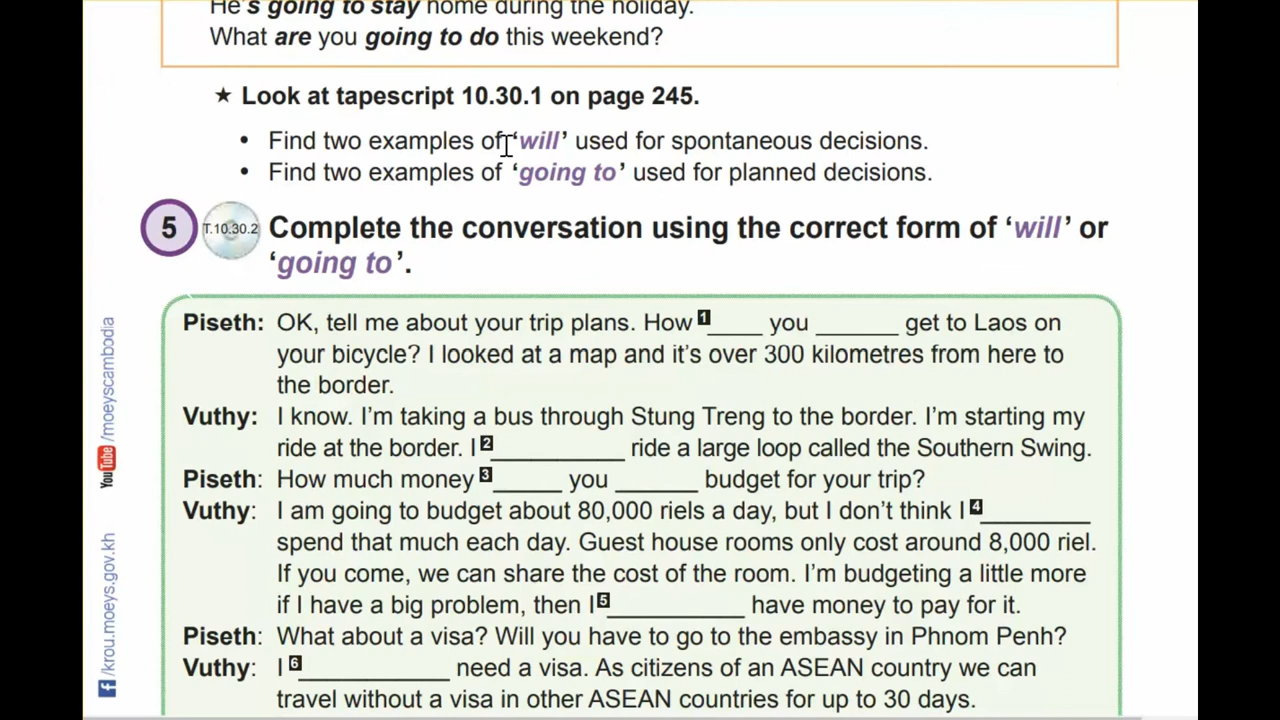 He's going to stay home during the holiday.
What are you going to do this weekend?
★ Look at tapescript 10.30.1 on page 245.
• Find two examples of ‘will’ used for spontaneous decisions.
• Find two examples of ‘going to’ used for planned decisions.
5 T.10.30.2 Complete the conversation using the correct form of ‘will’ or
‘going to’.
Piseth: OK, tell me about your trip plans. How 1____ you ______ get to Laos on
your bicycle? I looked at a map and it’s over 300 kilometres from here to
the border.
Vuthy: I know. I’m taking a bus through Stung Treng to the border. I’m starting my
ride at the border. I 2__________ ride a large loop called the Southern Swing.
Piseth: How much money 3_____ you ______ budget for your trip?
Vuthy: I am going to budget about 80,000 riels a day, but I don’t think I 4________
spend that much each day. Guest house rooms only cost around 8,000 riel.
If you come, we can share the cost of the room. I’m budgeting a little more
if I have a big problem, then I 5__________ have money to pay for it.
Piseth: What about a visa? Will you have to go to the embassy in Phnom Penh?
Vuthy: I 6___________ need a visa. As citizens of an ASEAN country we can
travel without a visa in other ASEAN countries for up to 30 days.
YouTube /moeyscambodia
f /krou.moeys.gov.kh